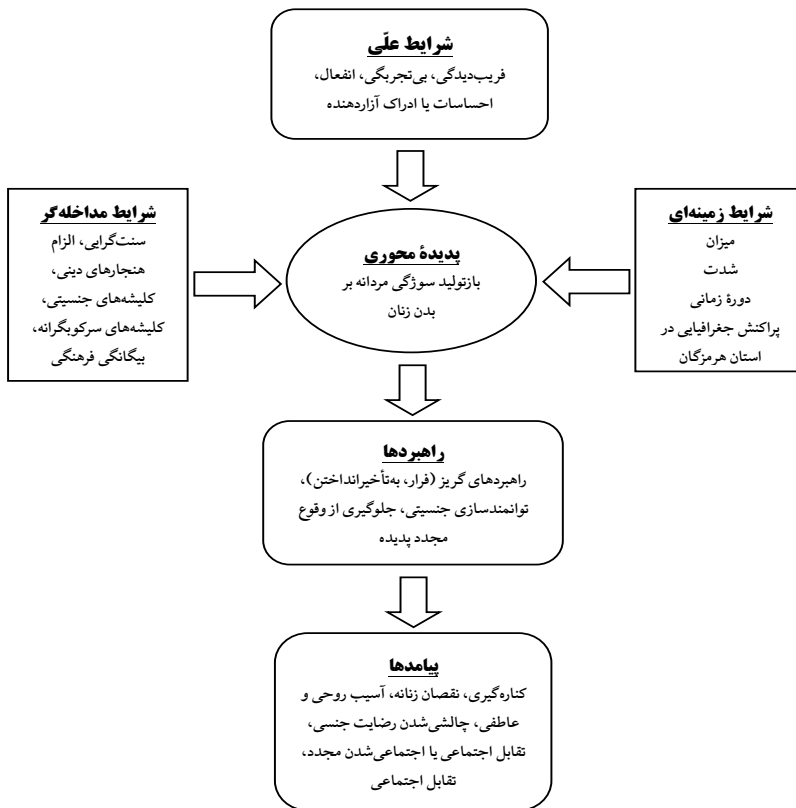 شرایط علّی
فریب‌دیدگی، بی‌تجربگی، انفعال،
احساسات یا ادراک آزاردهنده
شرایط زمینه‌ای
میزان
شدت
دورهٔ زمانی
پراکنش جغرافیایی در
استان هرمزگان
پدیدهٔ محوری
بازتولید سوژگی مردانه بر
بدن زنان
شرایط مداخله‌گر
سنت‌گرایی، الزام
هنجارهای دینی،
کلیشه‌های جنسیتی،
کلیشه‌های سرکوبگرانه،
بیگانگی فرهنگی
راهبردها
راهبردهای گریز (فرار، به‌تأخیرانداختن)،
توانمندسازی جنسیتی، جلوگیری از وقوع
مجدد پدیده
پیامدها
کناره‌گیری، نقصان زنانه، آسیب روحی و
عاطفی، چالشی‌شدن رضایت جنسی،
تقابل اجتماعی یا اجتماعی‌شدن مجدد،
تقابل اجتماعی